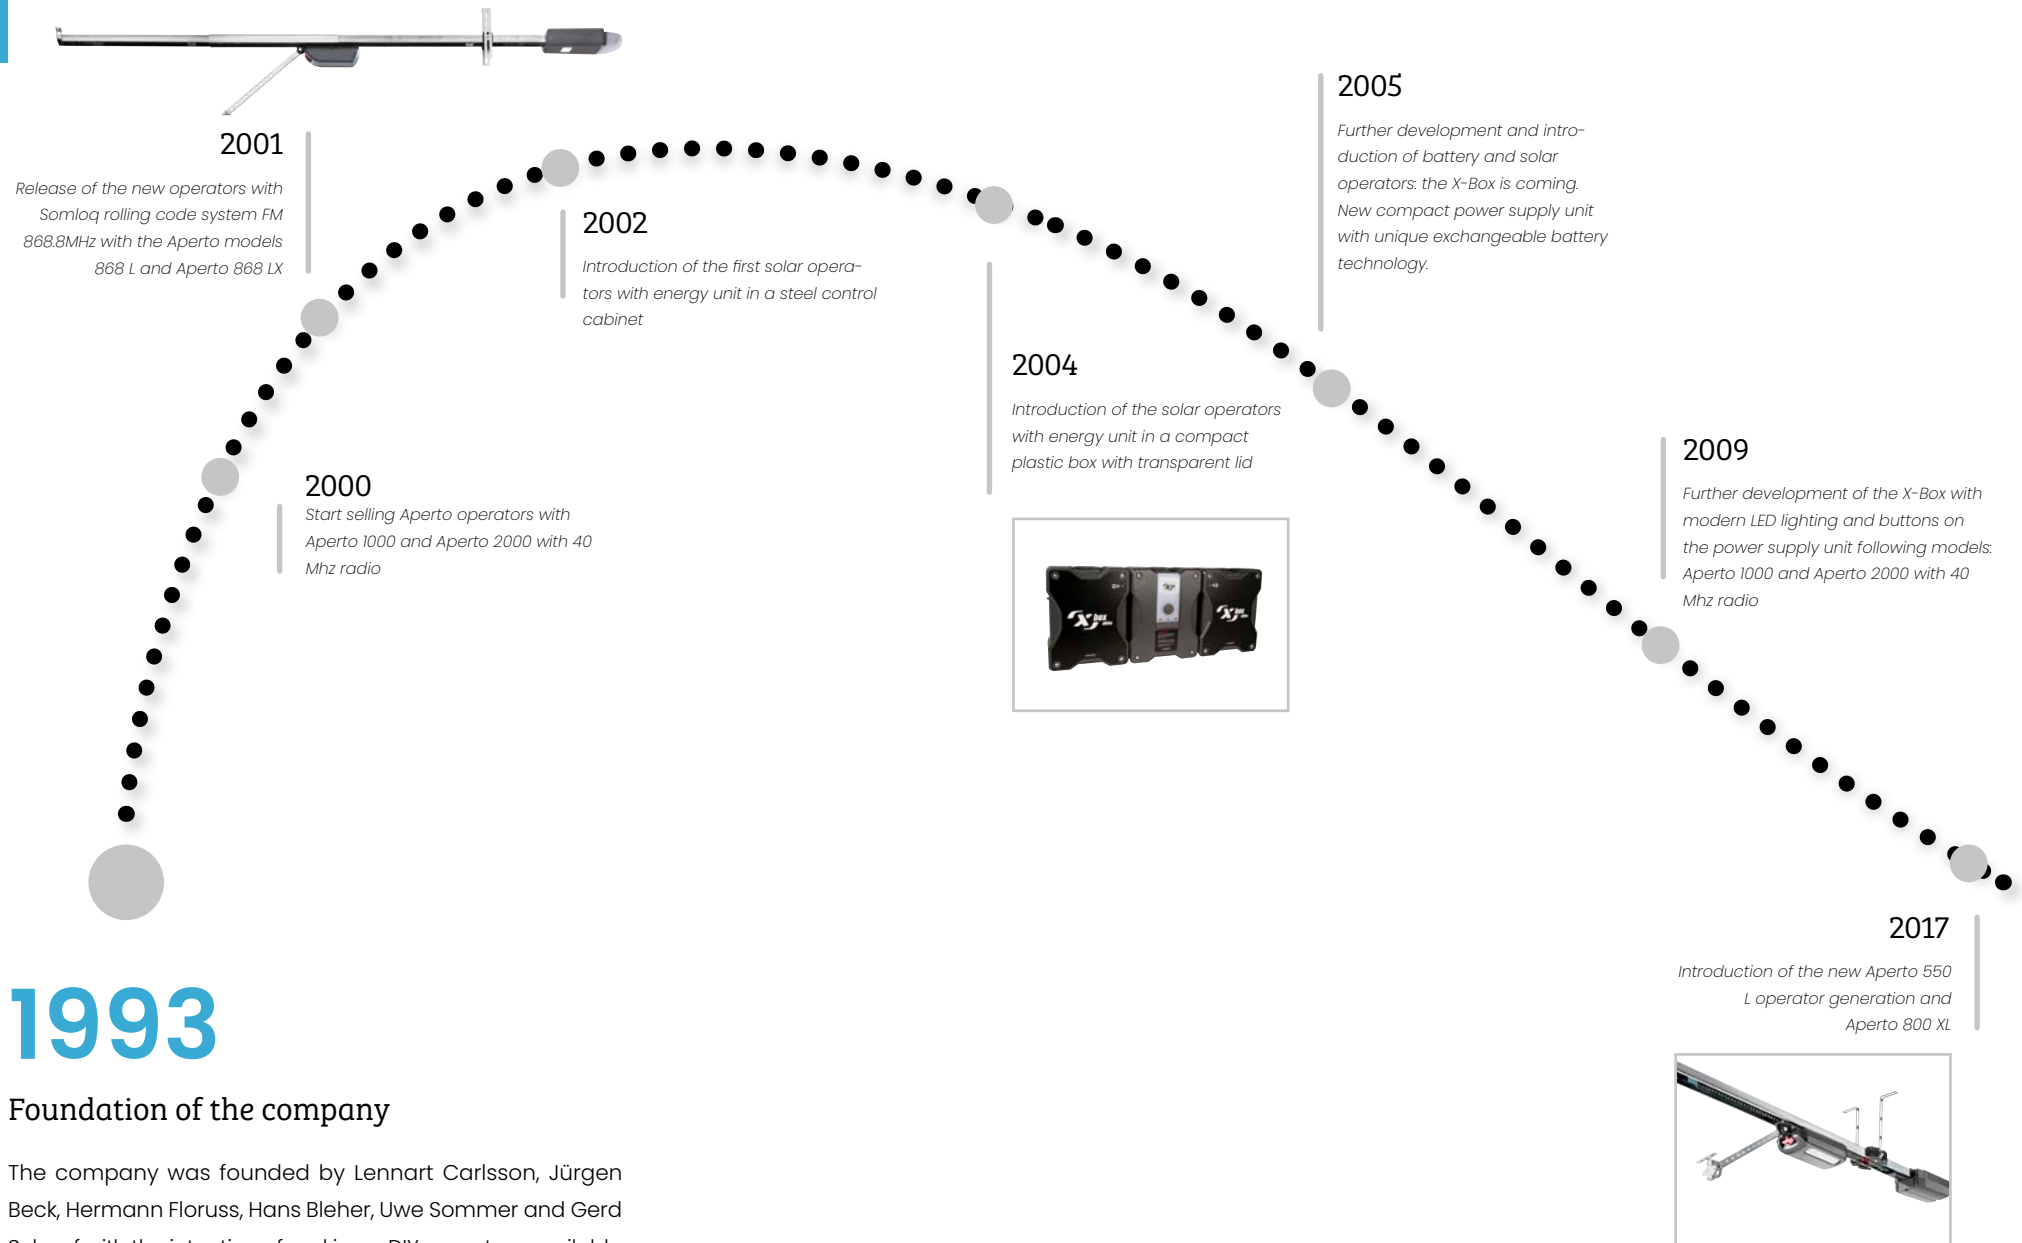 2001
Release of the new operators with
Somloq rolling code system FM
868.8MHz with the Aperto models
868 L and Aperto 868 LX
2002
Introduction of the first solar opera-
tors with energy unit in a steel control
cabinet
2005
Further development and intro-
duction of battery and solar
operators: the X-Box is coming.
New compact power supply unit
with unique exchangeable battery
technology.
2004
Introduction of the solar operators
with energy unit in a compact
plastic box with transparent lid
2000
Start selling Aperto operators with
Aperto 1000 and Aperto 2000 with 40
Mhz radio
2009
Further development of the X-Box with
modern LED lighting and buttons on
the power supply unit following models:
Aperto 1000 and Aperto 2000 with 40
Mhz radio
X box
X box
2017
Introduction of the new Aperto 550
L operator generation and
Aperto 800 XL
1993
Foundation of the company
The company was founded by Lennart Carlsson, Jürgen
Beck, Hermann Floruss, Hans Bleher, Uwe Sommer and Gerd